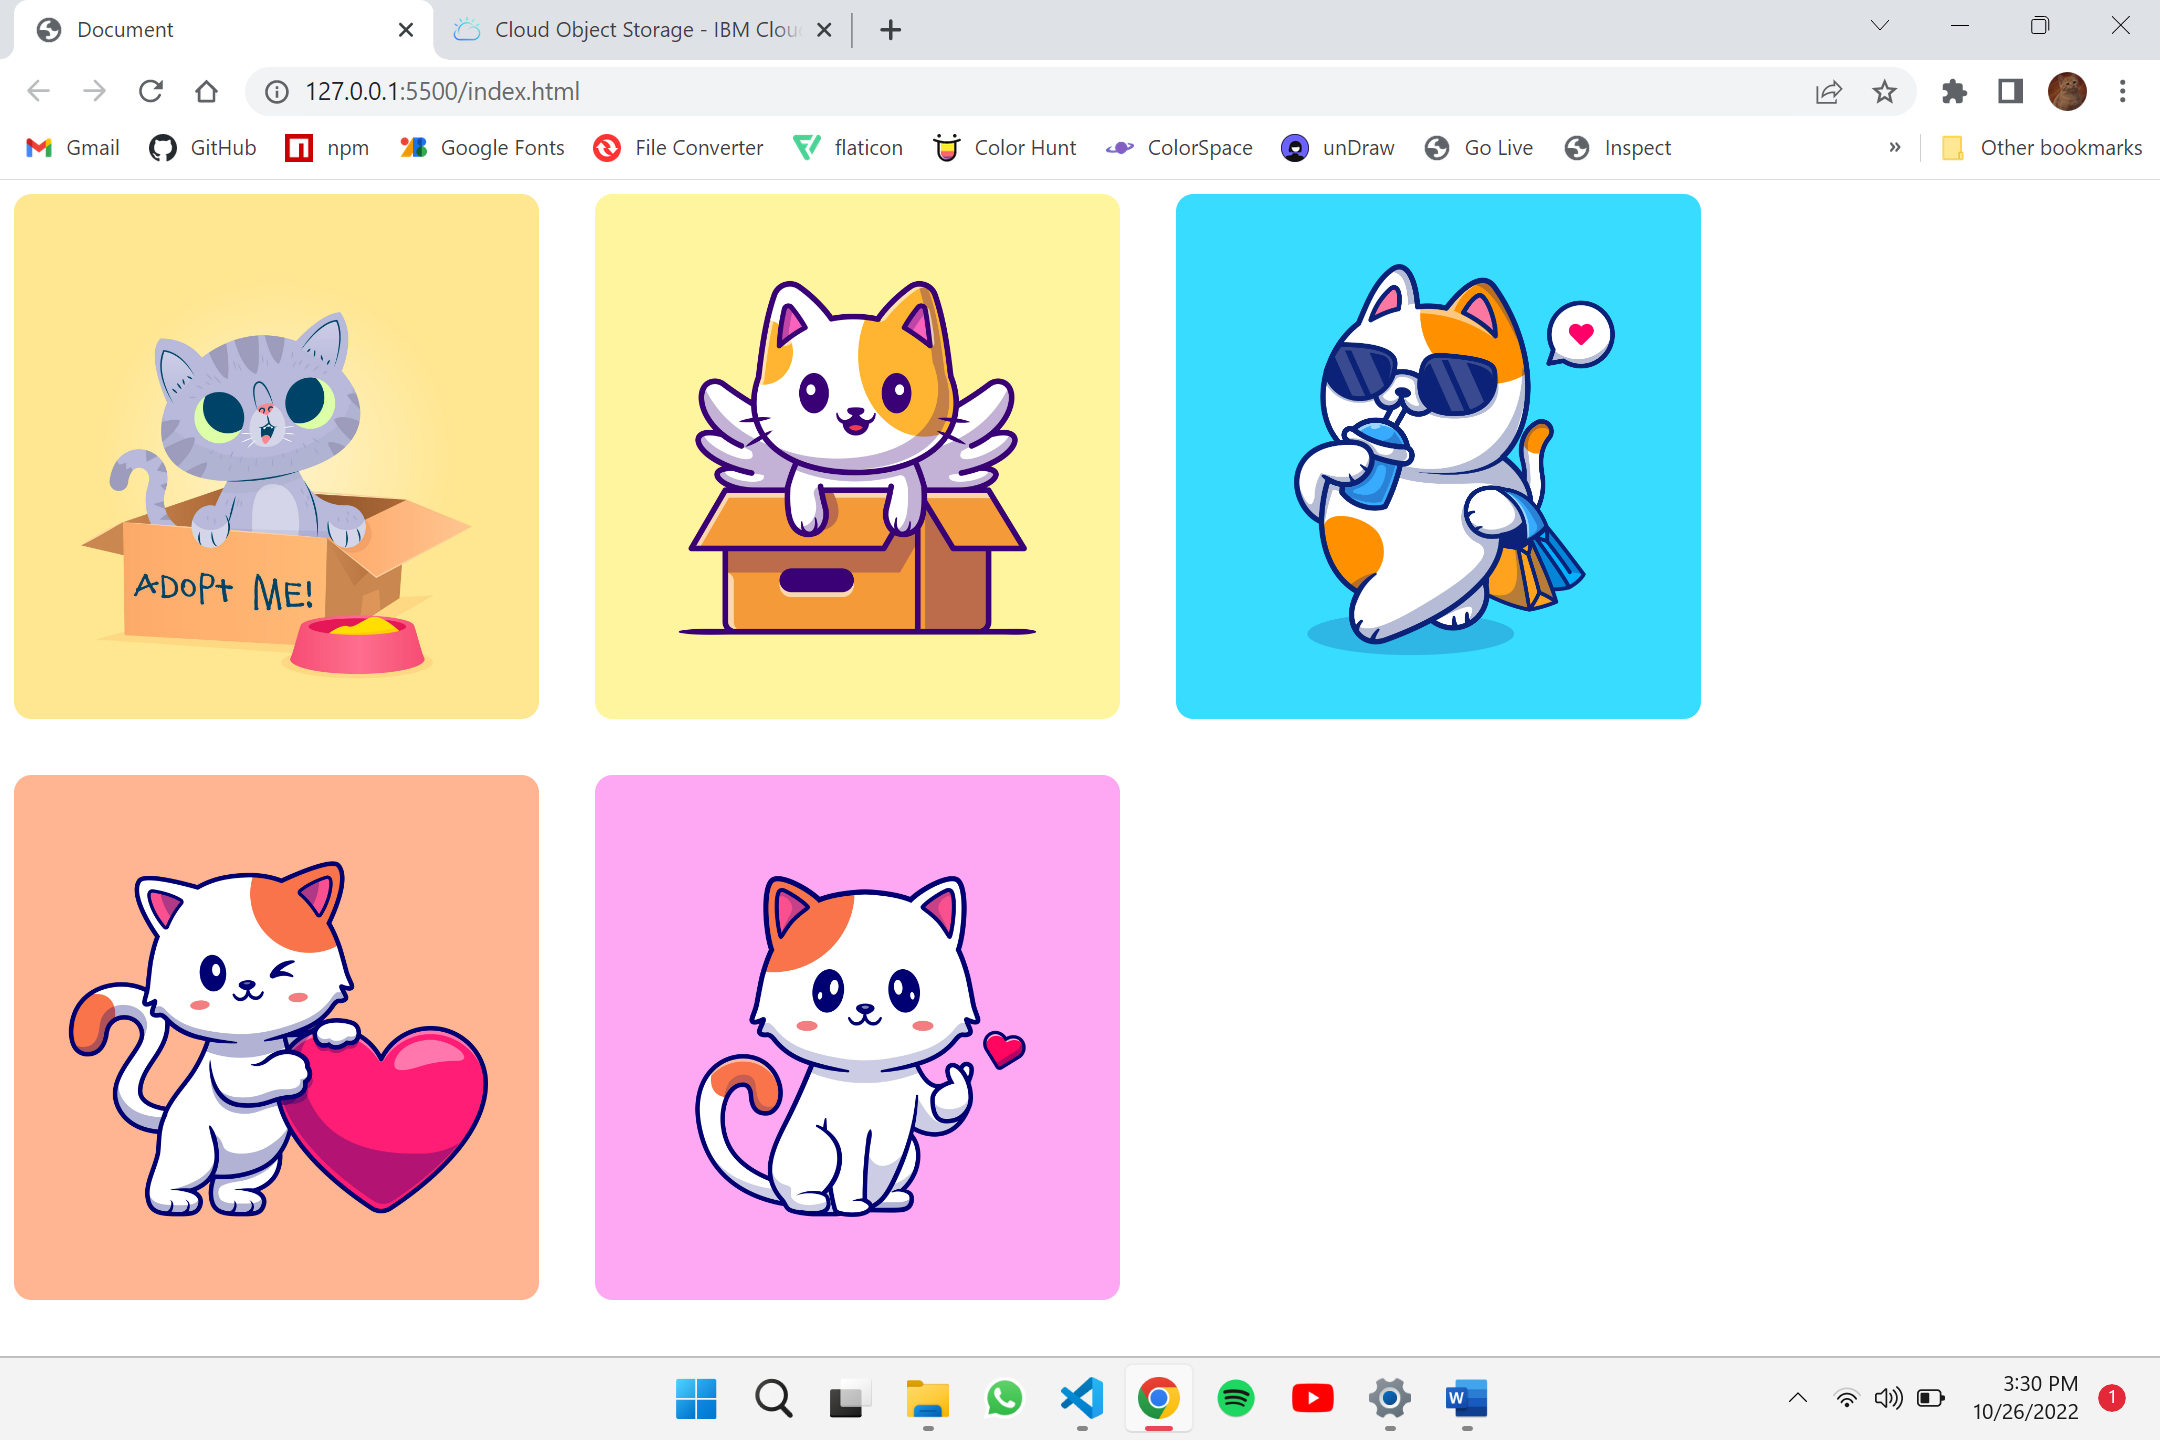 Document
Cloud Object Storage - IBM Clou
127.0.0.1:5500/index.html
Gmail GitHub npm Google Fonts File Converter flaticon Color Hunt ColorSpace unDraw Go Live Inspect » Other bookmarks
ADOPT ME!
W
3:30 PM
10/26/2022
1